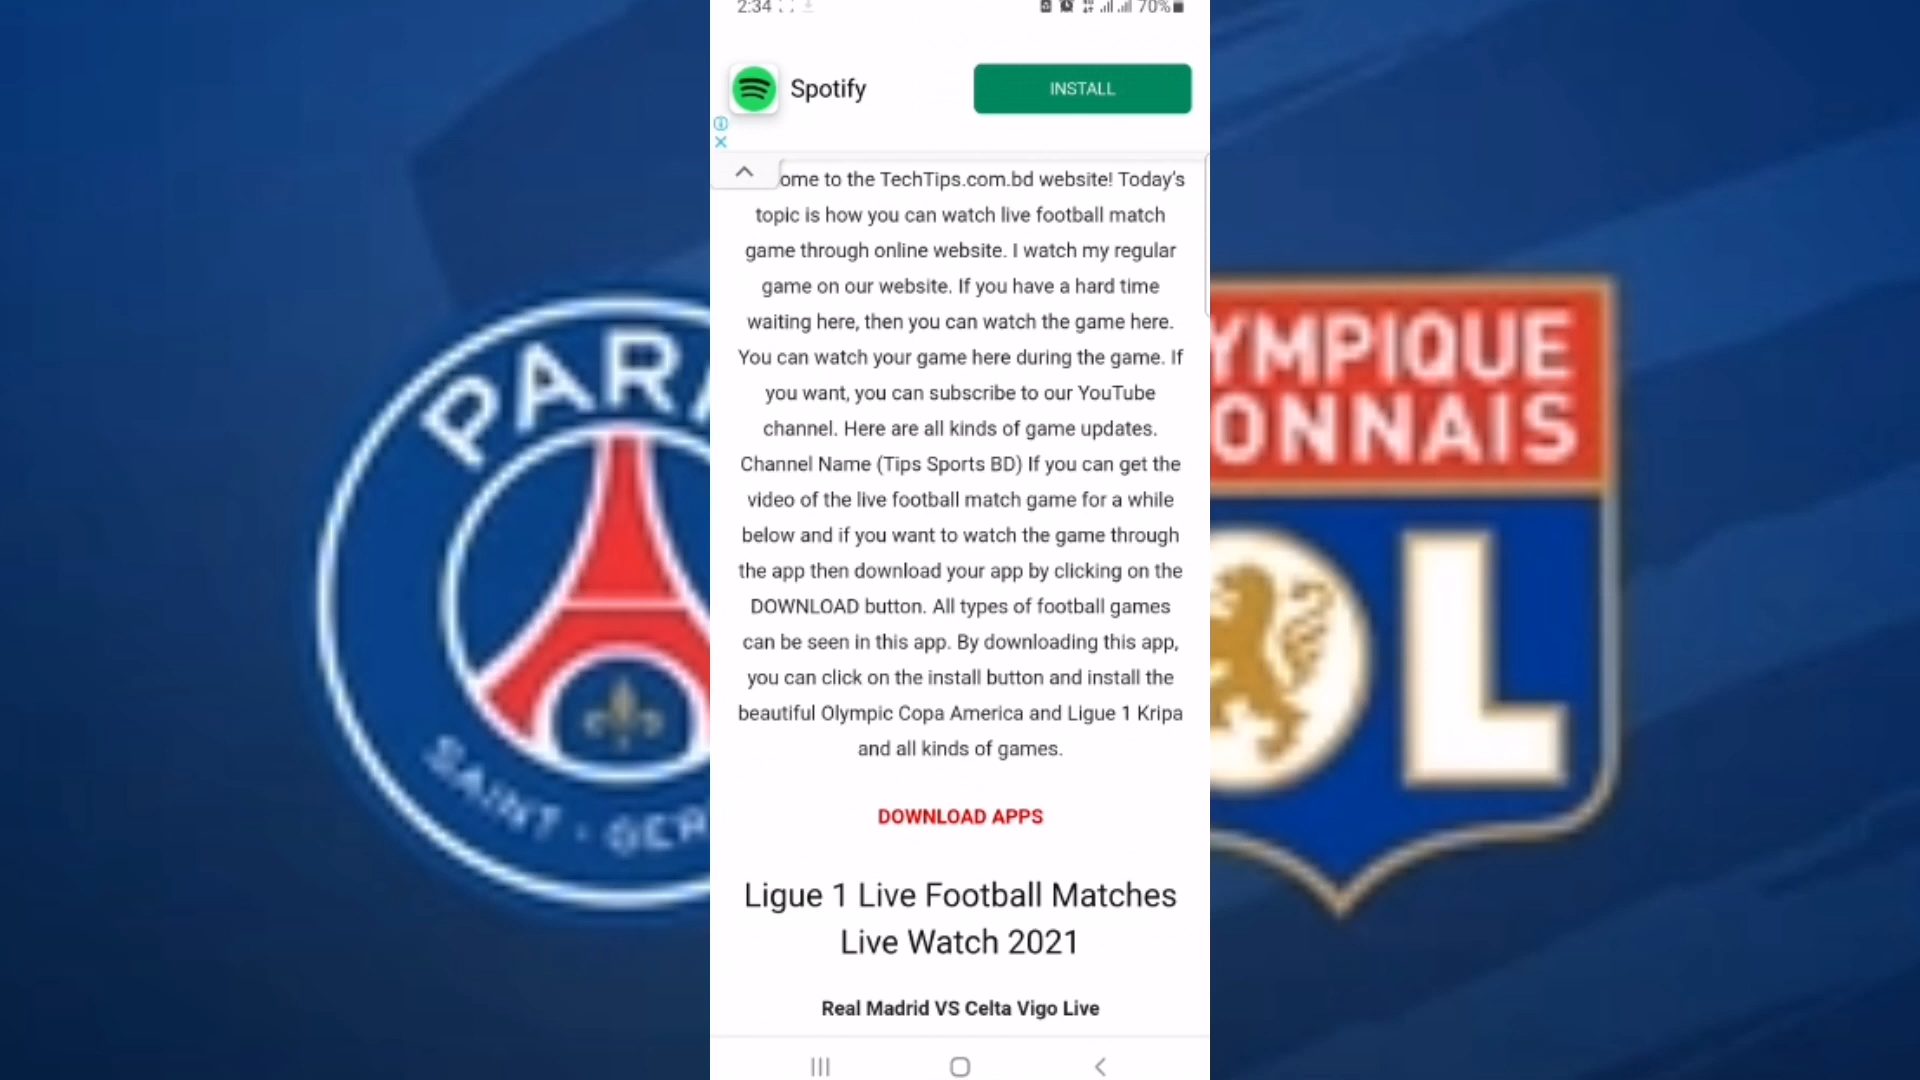 2:34
70%
Spotify
INSTALL
ome to the TechTips.com.bd website! Today's
topic is how you can watch live football match
game through online website. I watch my regular
game on our website. If you have a hard time
waiting here, then you can watch the game here.
You can watch your game here during the game. If
you want, you can subscribe to our YouTube
channel. Here are all kinds of game updates.
Channel Name (Tips Sports BD) If you can get the
video of the live football match game for a while
below and if you want to watch the game through
the app then download your app by clicking on the
DOWNLOAD button. All types of football games
can be seen in this app. By downloading this app,
you can click on the install button and install the
beautiful Olympic Copa America and Ligue 1 Kripa
and all kinds of games.
DOWNLOAD APPS
Ligue 1 Live Football Matches
Live Watch 2021
Real Madrid VS Celta Vigo Live
PAR
SAINT - GER
YMPIQUE
ONNAIS
OL